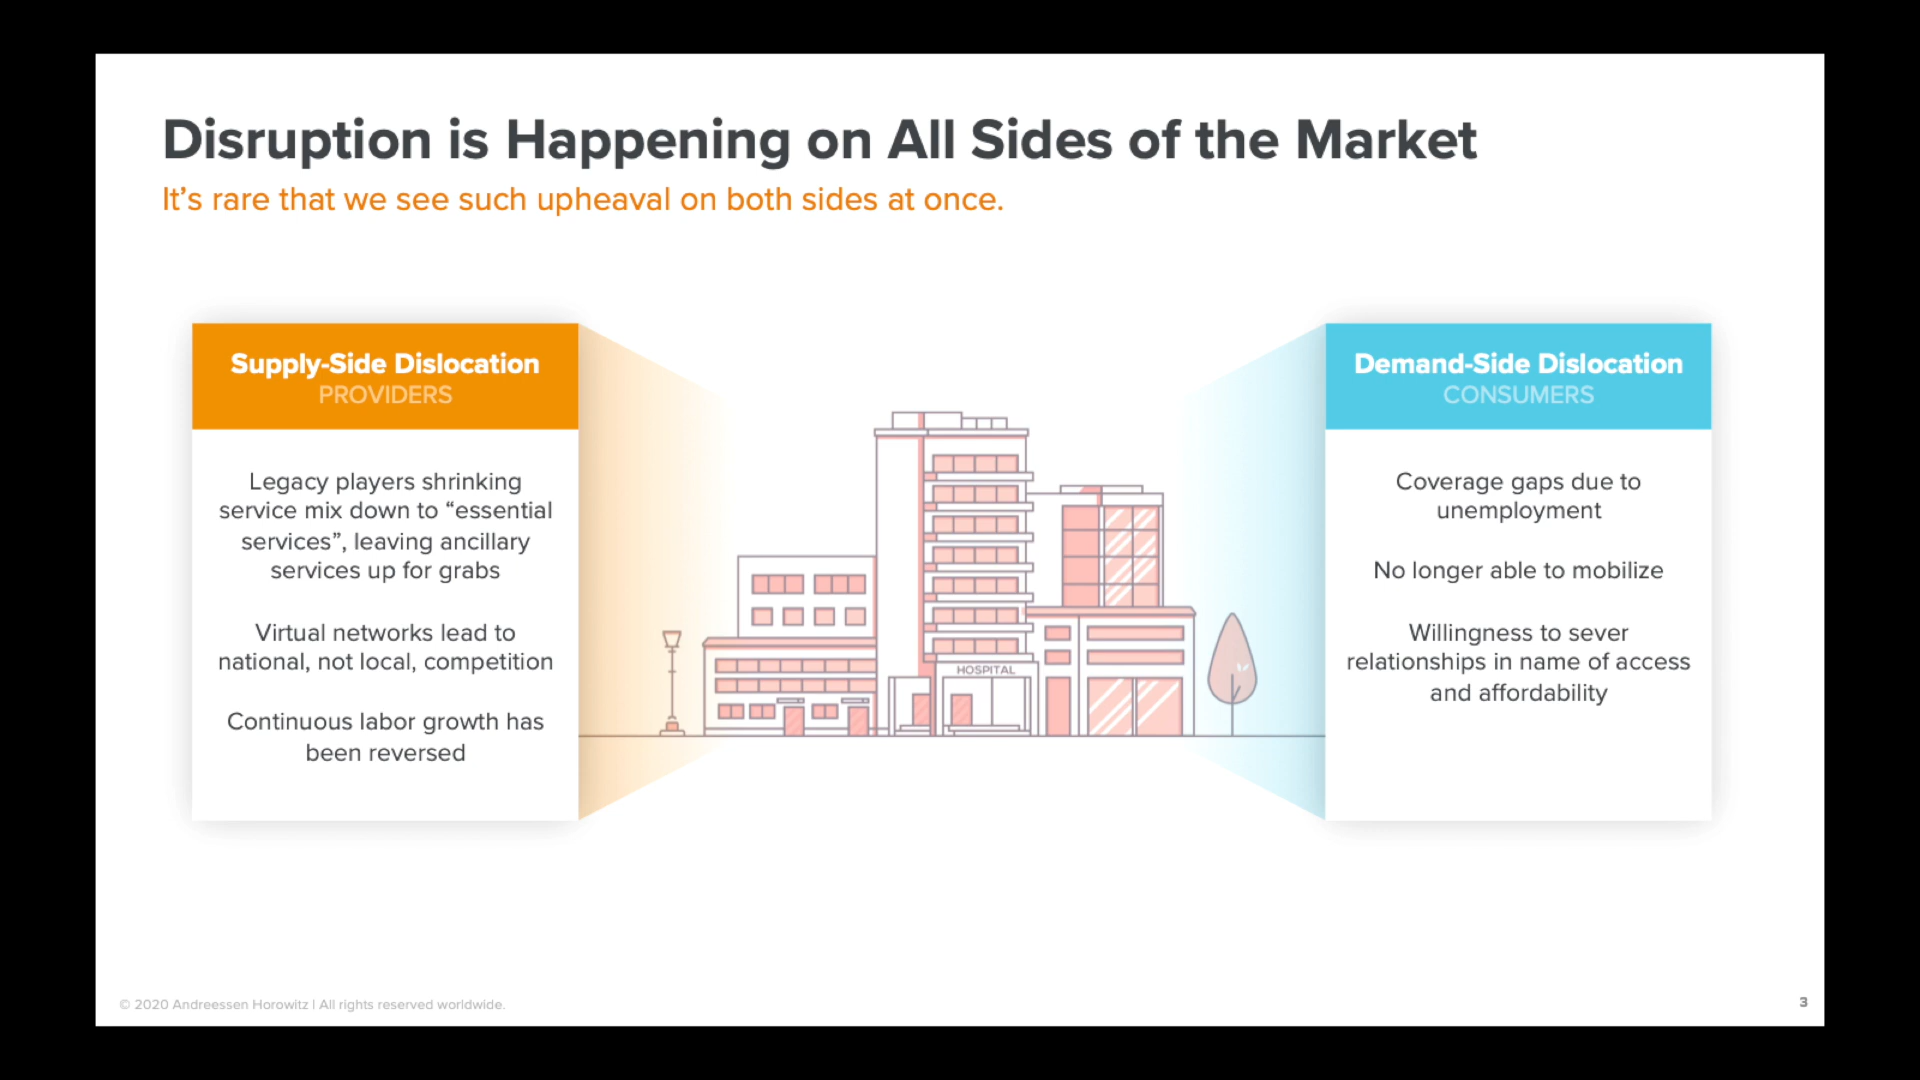 Disruption is Happening on All Sides of the Market
It’s rare that we see such upheaval on both sides at once.
Supply-Side Dislocation
PROVIDERS
Legacy players shrinking
service mix down to “essential
services”, leaving ancillary
services up for grabs
Virtual networks lead to
national, not local, competition
Continuous labor growth has
been reversed
HOSPITAL
Demand-Side Dislocation
CONSUMERS
Coverage gaps due to
unemployment
No longer able to mobilize
Willingness to sever
relationships in name of access
and affordability
© 2020 Andreessen Horowitz | All rights reserved worldwide.
3